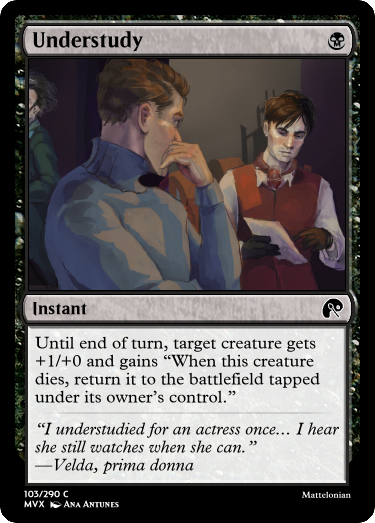 Understudy
Instant
Until end of turn, target creature gets
+1/+0 and gains “When this creature
dies, return it to the battlefield tapped
under its owner’s control.”
“I understudied for an actress once… I hear
she still watches when she can.”
—Velda, prima donna
103/290 C
MVX Ana Antunes
Mattelonian